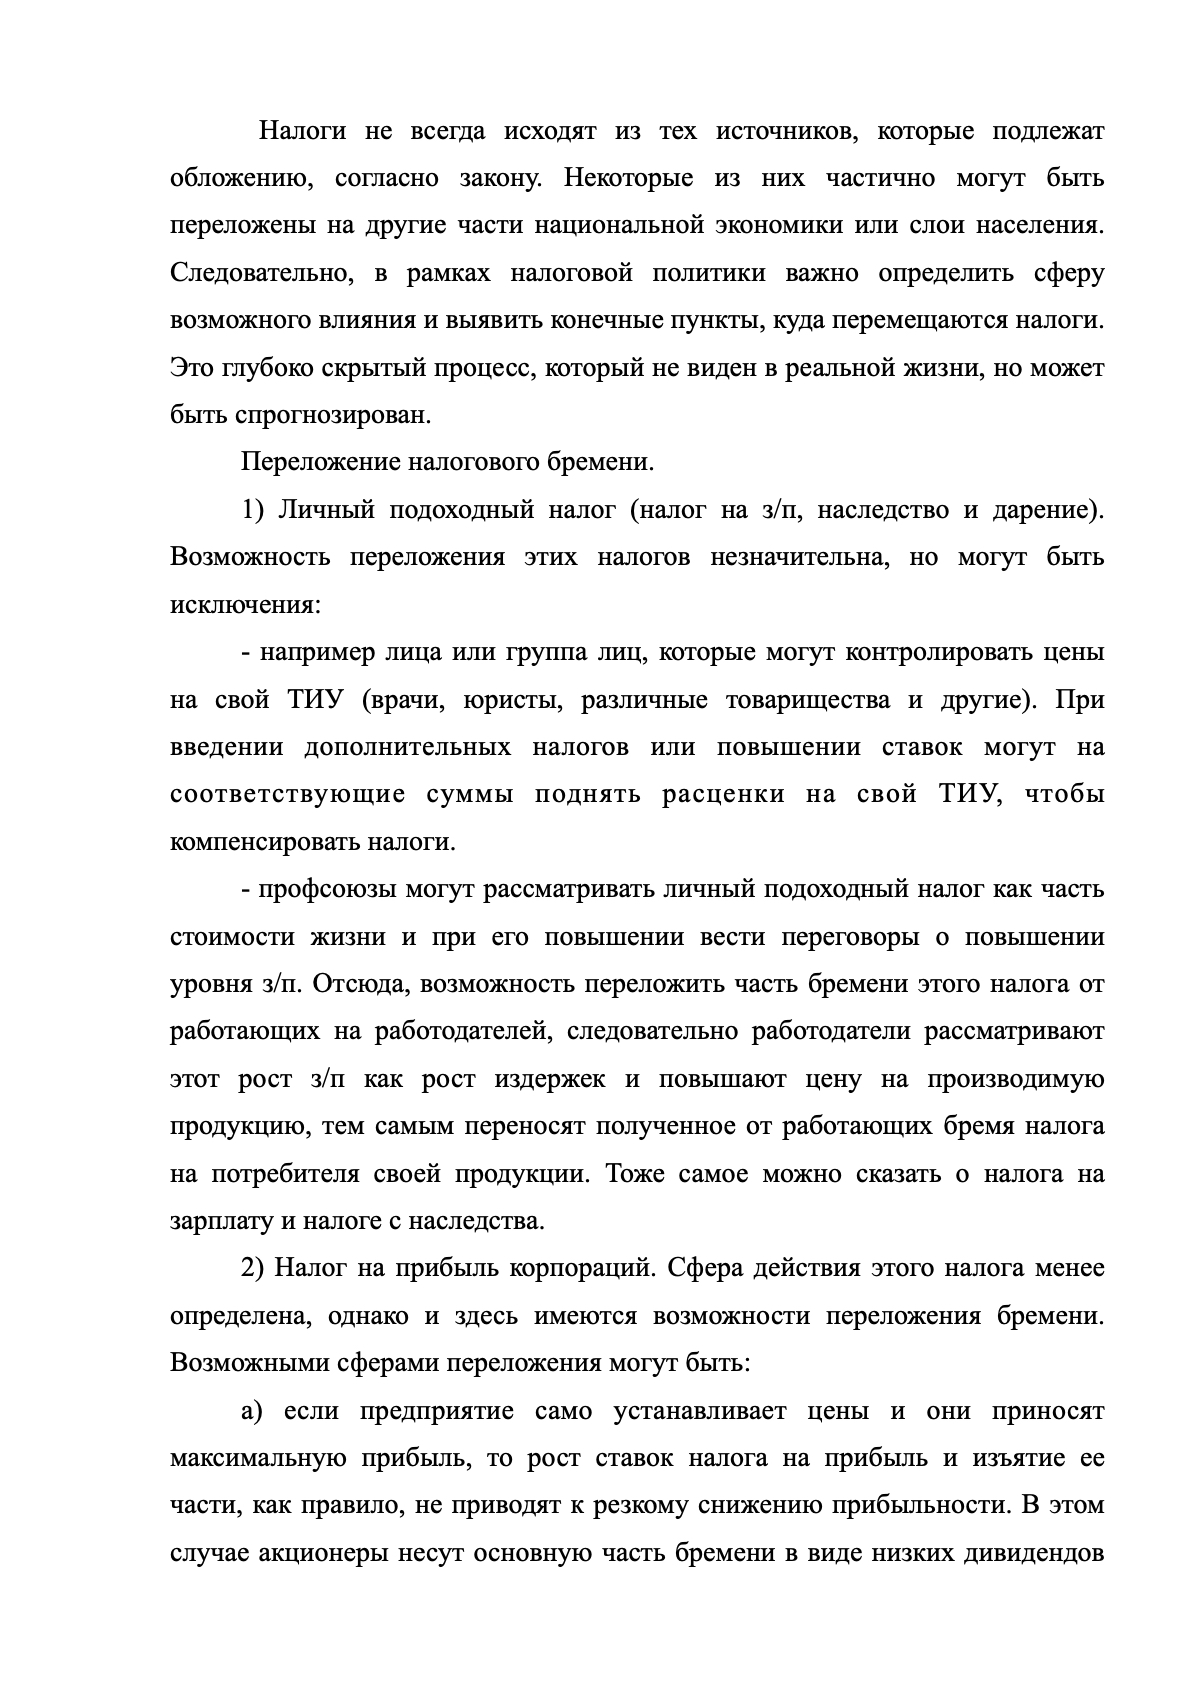 Налоги не всегда исходят из тех источников, которые подлежат
обложению, согласно закону. Некоторые из них частично могут быть
переложены на другие части национальной экономики или слои населения.
Следовательно, в рамках налоговой политики важно определить сферу
возможного влияния и выявить конечные пункты, куда перемещаются налоги.
Это глубоко скрытый процесс, который не виден в реальной жизни, но может
быть спрогнозирован.
Переложение налогового бремени.
1) Личный подоходный налог (налог на з/п, наследство и дарение).
Возможность переложения этих налогов незначительна, но могут быть
исключения:
- например лица или группа лиц, которые могут контролировать цены
на свой ТИУ (врачи, юристы, различные товарищества и другие). При
введении дополнительных налогов или повышении ставок могут на
соответствующие суммы поднять расценки на свой ТИУ, чтобы
компенсировать налоги.
- профсоюзы могут рассматривать личный подоходный налог как часть
стоимости жизни и при его повышении вести переговоры о повышении
уровня з/п. Отсюда, возможность переложить часть бремени этого налога от
работающих на работодателей, следовательно работодатели рассматривают
этот рост з/п как рост издержек и повышают цену на производимую
продукцию, тем самым переносят полученное от работающих бремя налога
на потребителя своей продукции. Тоже самое можно сказать о налога на
зарплату и налоге с наследства.
2) Налог на прибыль корпораций. Сфера действия этого налога менее
определена, однако и здесь имеются возможности переложения бремени.
Возможными сферами переложения могут быть:
а) если предприятие само устанавливает цены и они приносят
максимальную прибыль, то рост ставок налога на прибыль и изъятие ее
части, как правило, не приводят к резкому снижению прибыльности. В этом
случае акционеры несут основную часть бремени в виде низких дивидендов